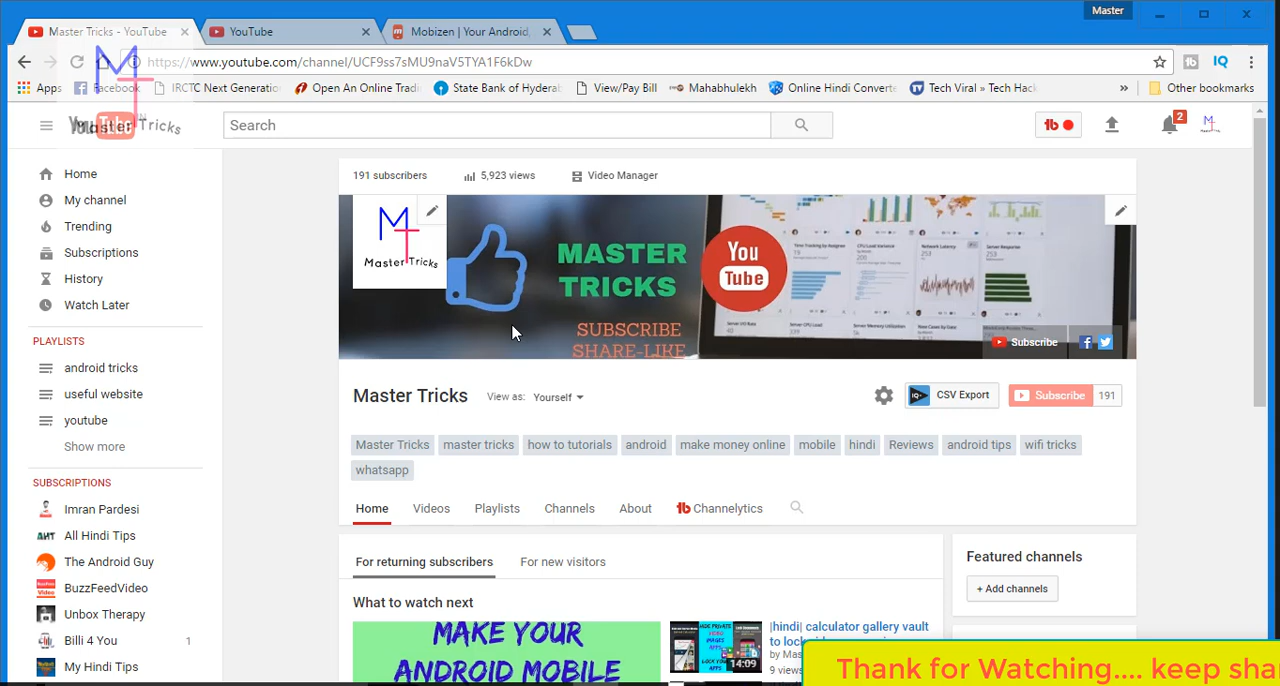 Master
Master Tricks - YouTube
YouTube
Mobizen | Your Android,
https://www.youtube.com/channel/UCF9ss7sMU9naV5TYA1F6kDw
Apps
Facebook
IRCTC Next Generation
Open An Online Tradi
State Bank of Hyderab
View/Pay Bill
Mahabhulekh
Online Hindi Converte
Tech Viral » Tech Hack
»
Other bookmarks
Master Tricks
Search
2
191 subscribers
5,923 views
Video Manager
Master Tricks
MASTER
TRICKS
SUBSCRIBE
SHARE-LIKE
You
Tube
Subscribe
Home
My channel
Trending
Subscriptions
History
Watch Later
PLAYLISTS
android tricks
useful website
youtube
Show more
SUBSCRIPTIONS
Imran Pardesi
All Hindi Tips
The Android Guy
BuzzFeedVideo
Unbox Therapy
Billi 4 You 1
My Hindi Tips
Master Tricks
View as: Yourself
CSV Export
Subscribe 191
Master Tricks master tricks how to tutorials android make money online mobile hindi Reviews android tips wifi tricks
whatsapp
Home Videos Playlists Channels About Channelytics
For returning subscribers For new visitors
What to watch next
MAKE YOUR
ANDROID MOBILE
14:09
|hindi| calculator gallery vault
by Mas
9 views
Featured channels
+ Add channels
Thank for Watching.... keep sha